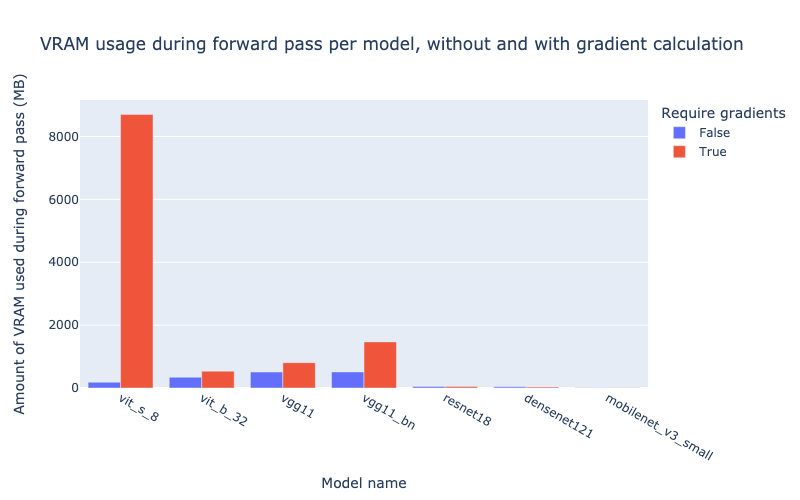 VRAM usage during forward pass per model, without and with gradient calculation
Amount of VRAM used during forward pass (MB)
8000
6000
4000
2000
0
vit_s_8
vit_b_32
vgg11
vgg11_bn
resnet18
densenet121
mobilenet_v3_small
Model name
Require gradients
False
True